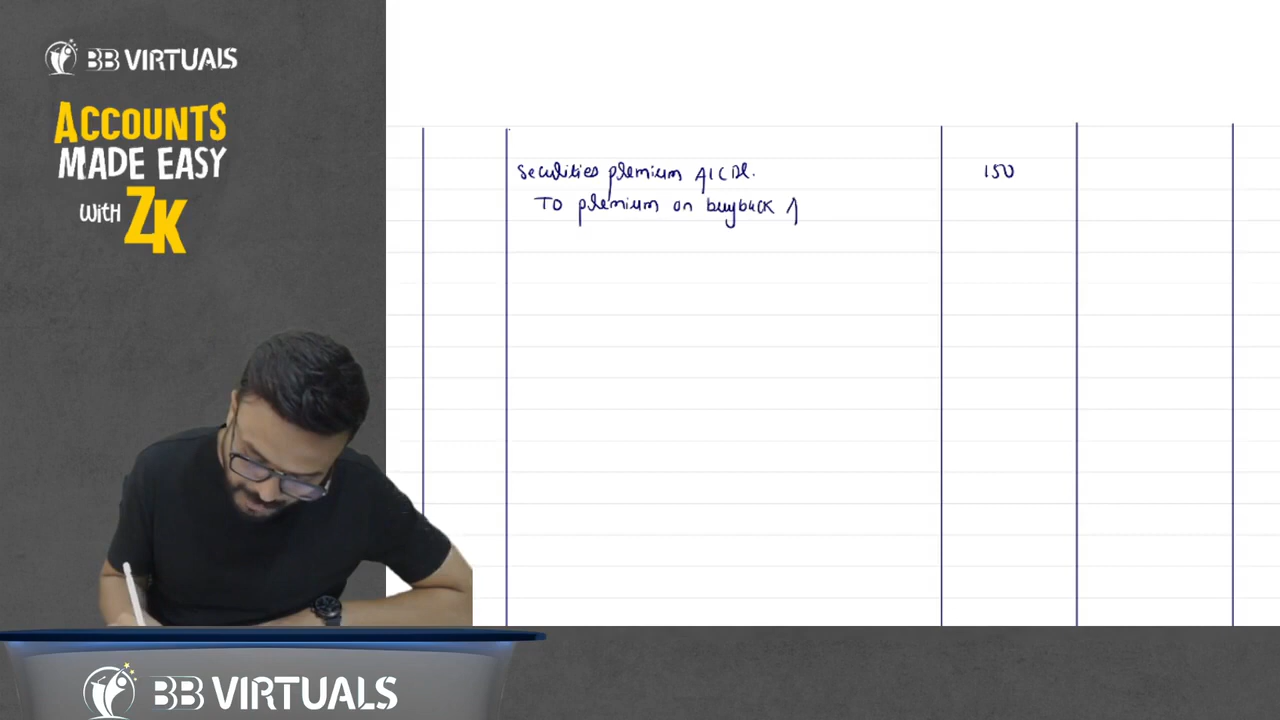 BB VIRTUALS
ACCOUNTS
MADE EASY
WITH ZK
Securities premium A/C Dr. 150
To premium on buyback A
BB VIRTUALS